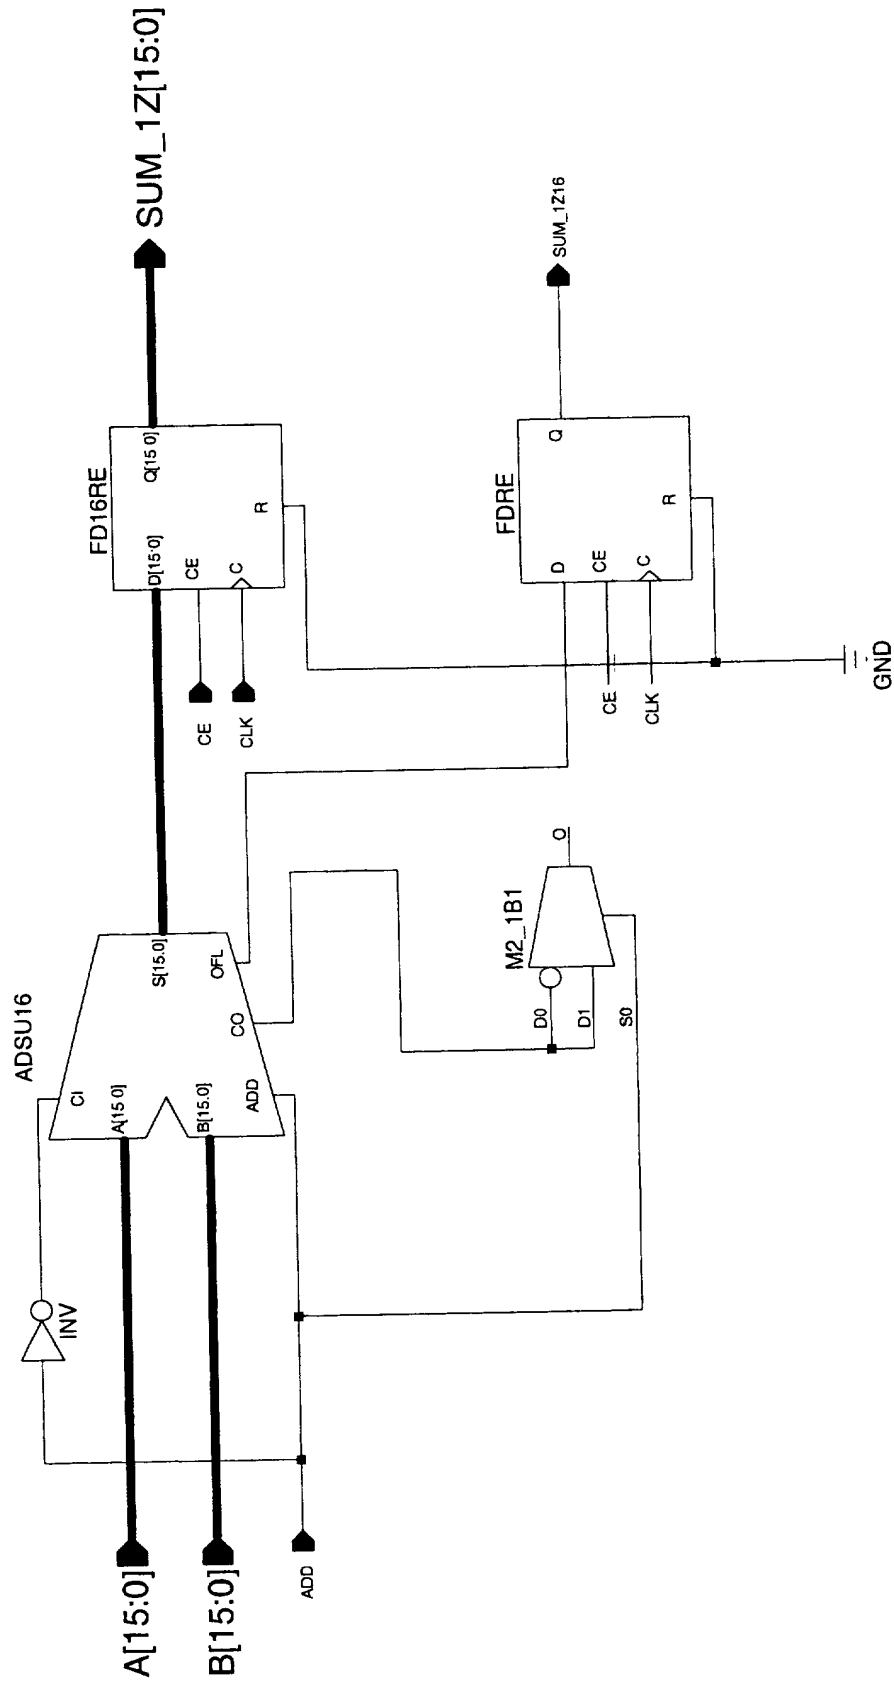 ADSU16
INV
CI
A[15:0]
A[15:0]
B[15:0]
B[15:0]
ADD
ADD
S[15.0]
OFL
CO
FD16RE
D[15:0]
Q[15 0]
CE
C
R
CE
CLK
SUM_1Z[15:0]
M2_1B1
D0
D1
S0
O
FDRE
D
Q
CE
C
R
CE
CLK
SUM_1Z16
GND